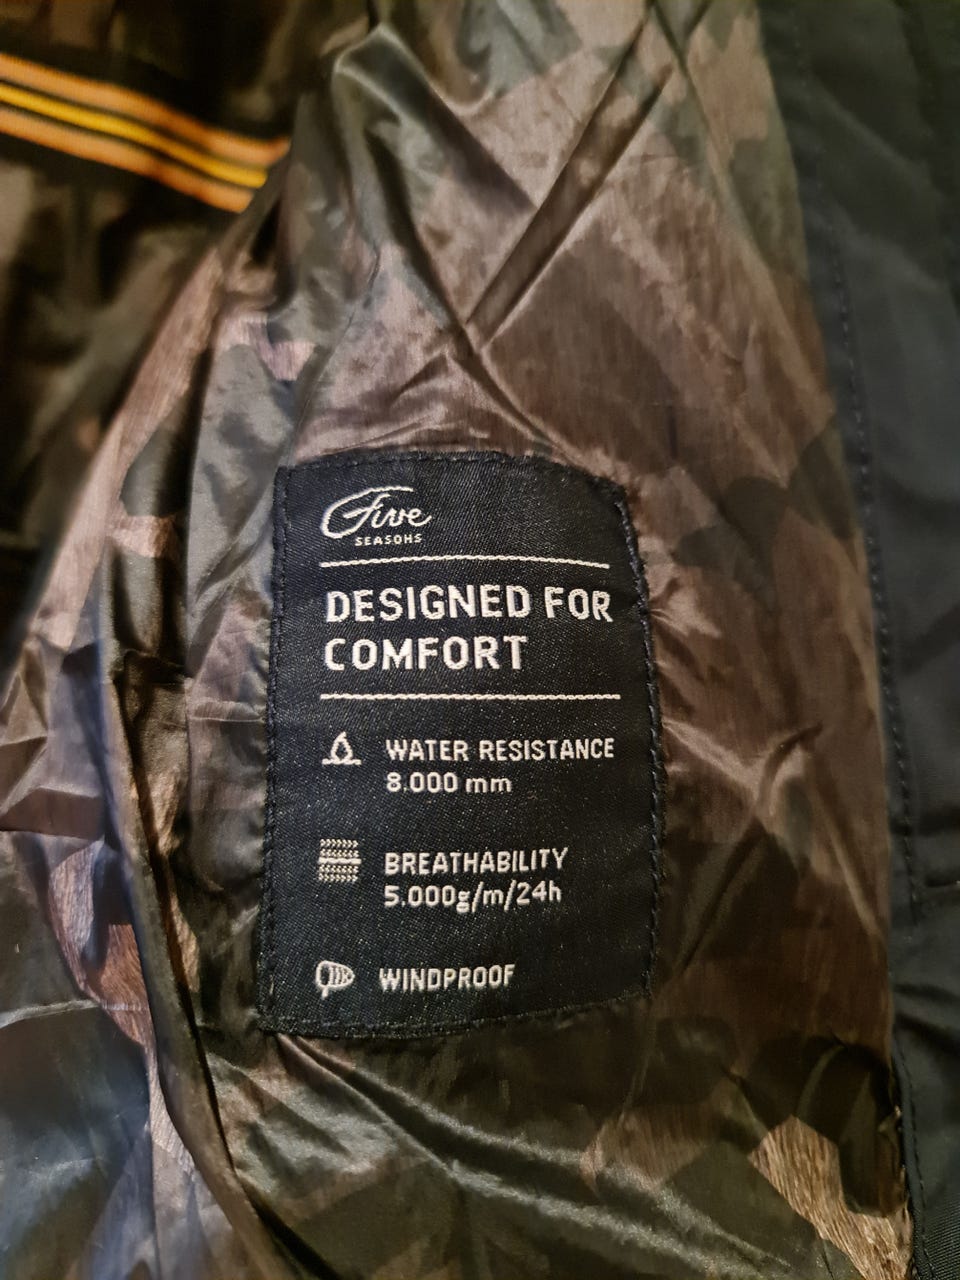 Five
SEASONS
DESIGNED FOR
COMFORT
WATER RESISTANCE
8.000 mm
BREATHABILITY
5.000g/m/24h
WINDPROOF